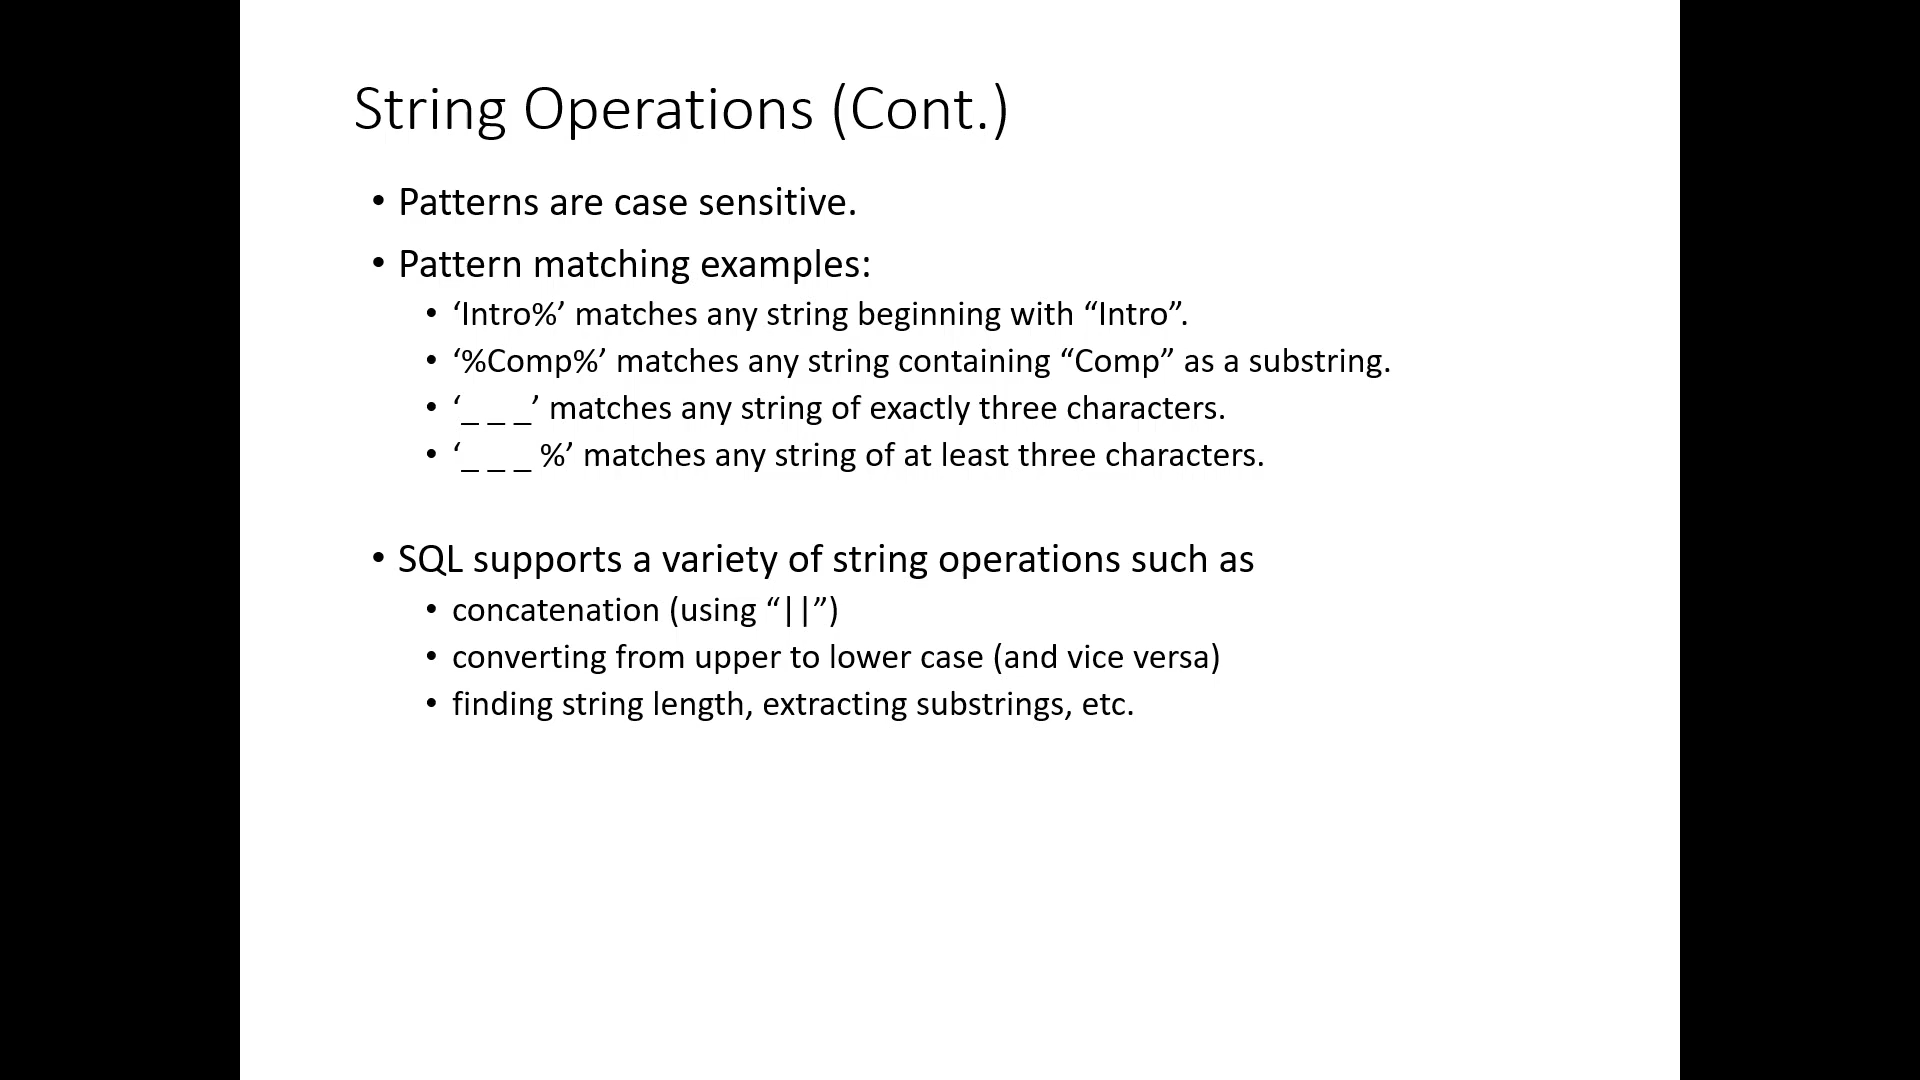 String Operations (Cont.)
• Patterns are case sensitive.
• Pattern matching examples:
• ‘Intro%’ matches any string beginning with “Intro”.
• ‘%Comp%’ matches any string containing “Comp” as a substring.
• ‘_ _ _’ matches any string of exactly three characters.
• ‘_ _ _ %’ matches any string of at least three characters.
• SQL supports a variety of string operations such as
• concatenation (using “||”)
• converting from upper to lower case (and vice versa)
• finding string length, extracting substrings, etc.